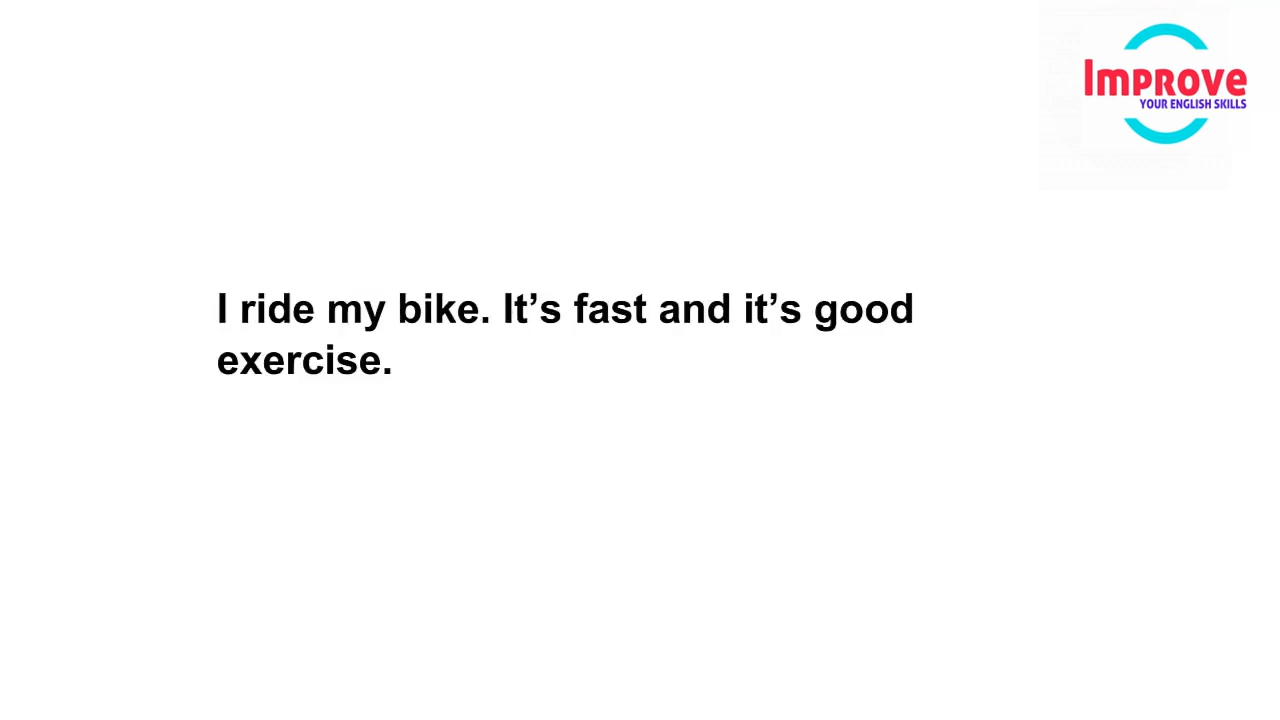 Improve
YOUR ENGLISH SKILLS
I ride my bike. It’s fast and it’s good
exercise.